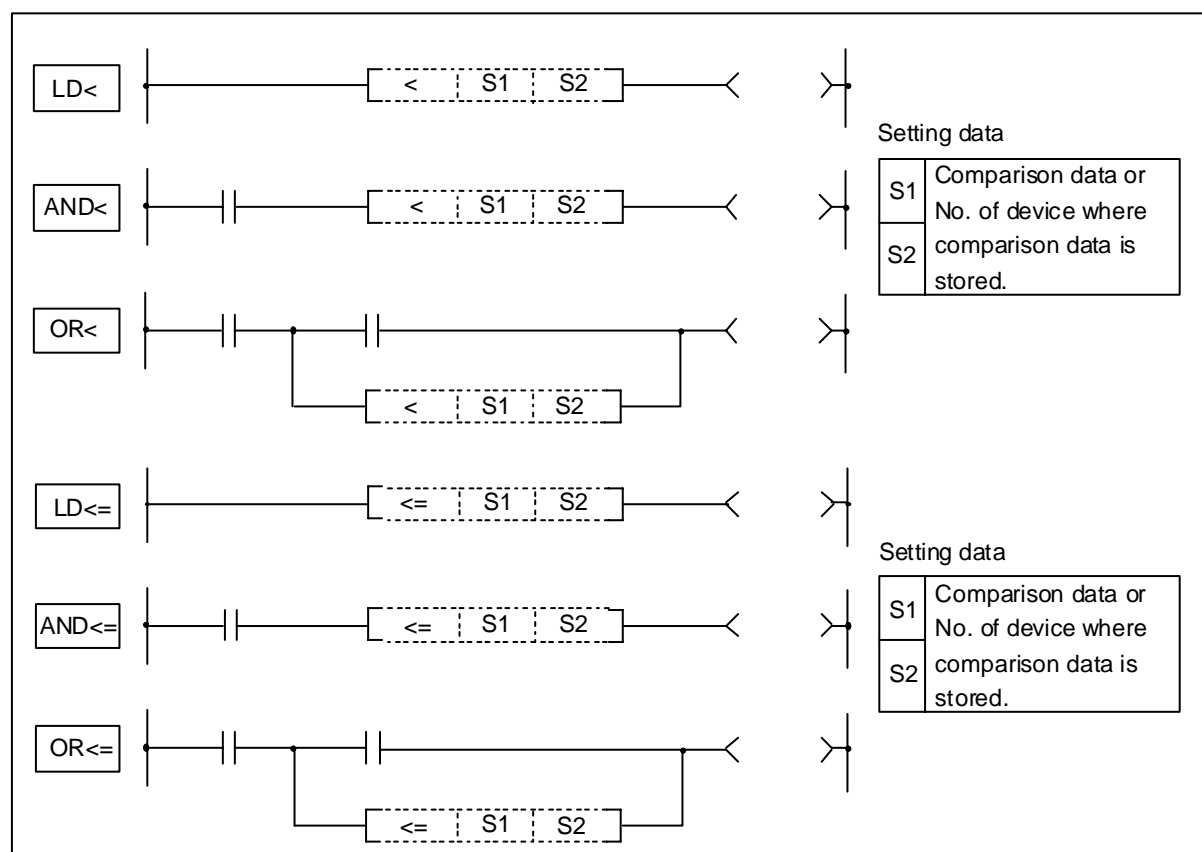 LD< < S1 S2
Setting data
S1 Comparison data or
No. of device where
S2 comparison data is
stored.
AND< < S1 S2
OR<
< S1 S2
LD<= <= S1 S2
Setting data
S1 Comparison data or
No. of device where
S2 comparison data is
stored.
AND<= <= S1 S2
OR<=
<= S1 S2